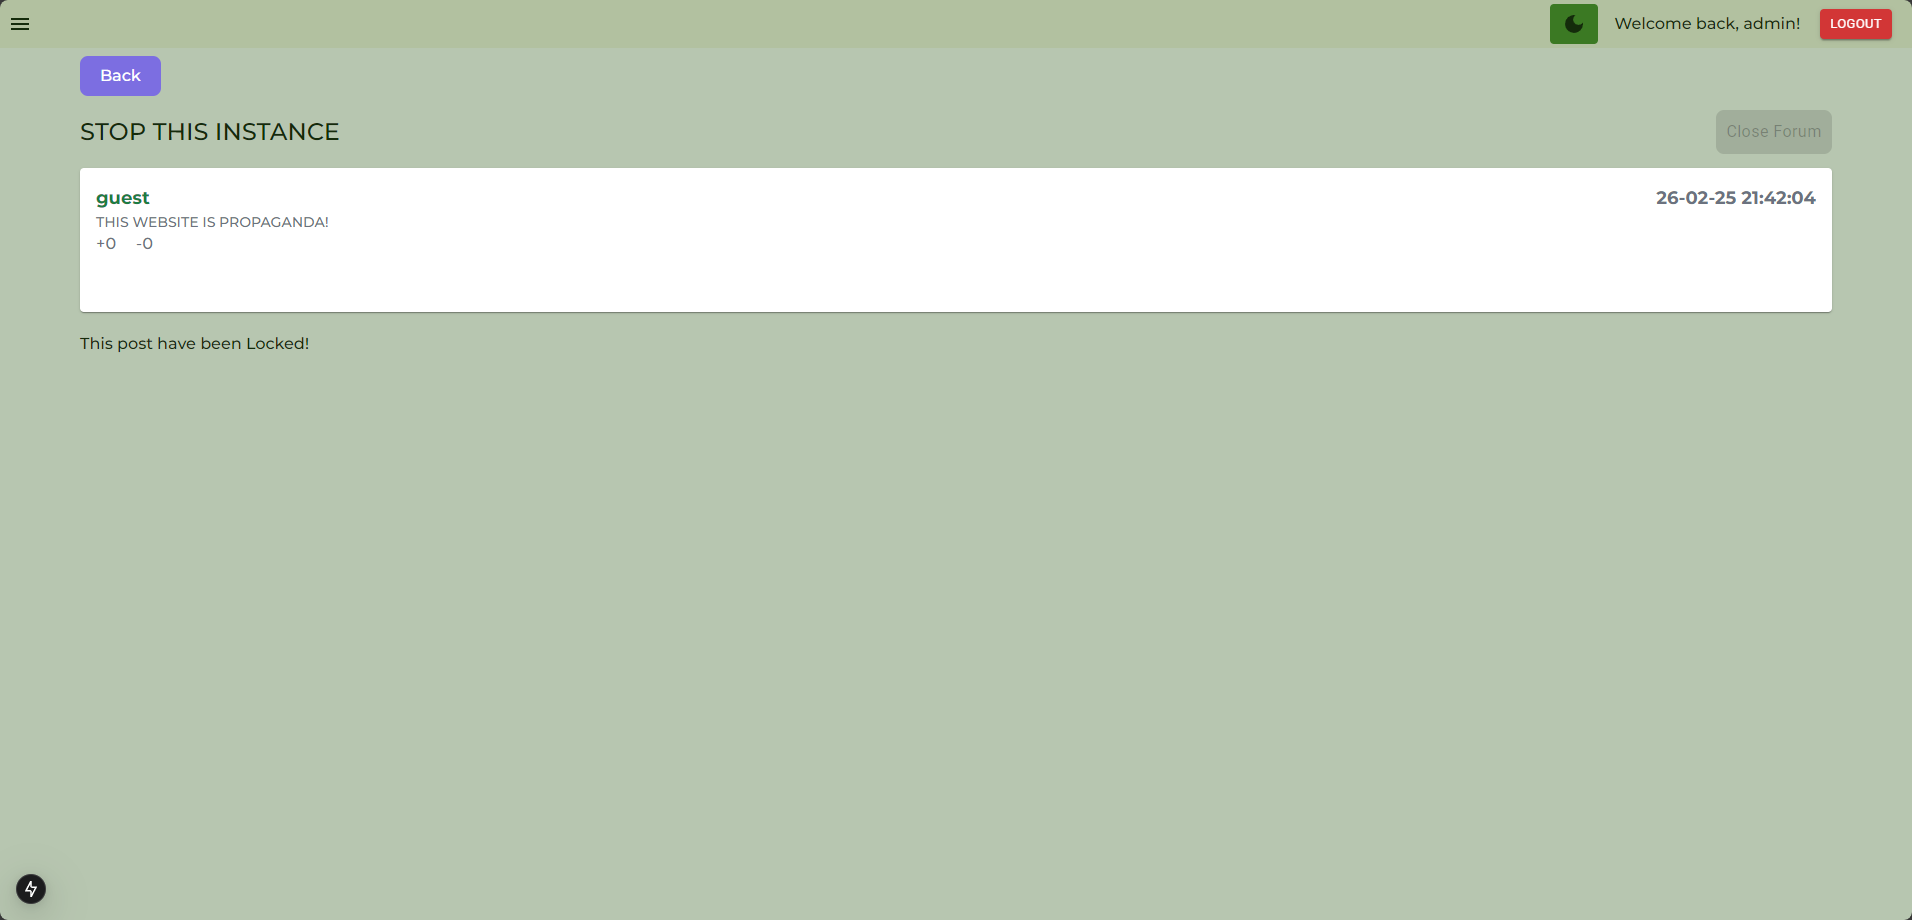 Welcome back, admin!
LOGOUT
Back
STOP THIS INSTANCE
Close Forum
guest
26-02-25 21:42:04
THIS WEBSITE IS PROPAGANDA!
+0 -0
This post have been Locked!